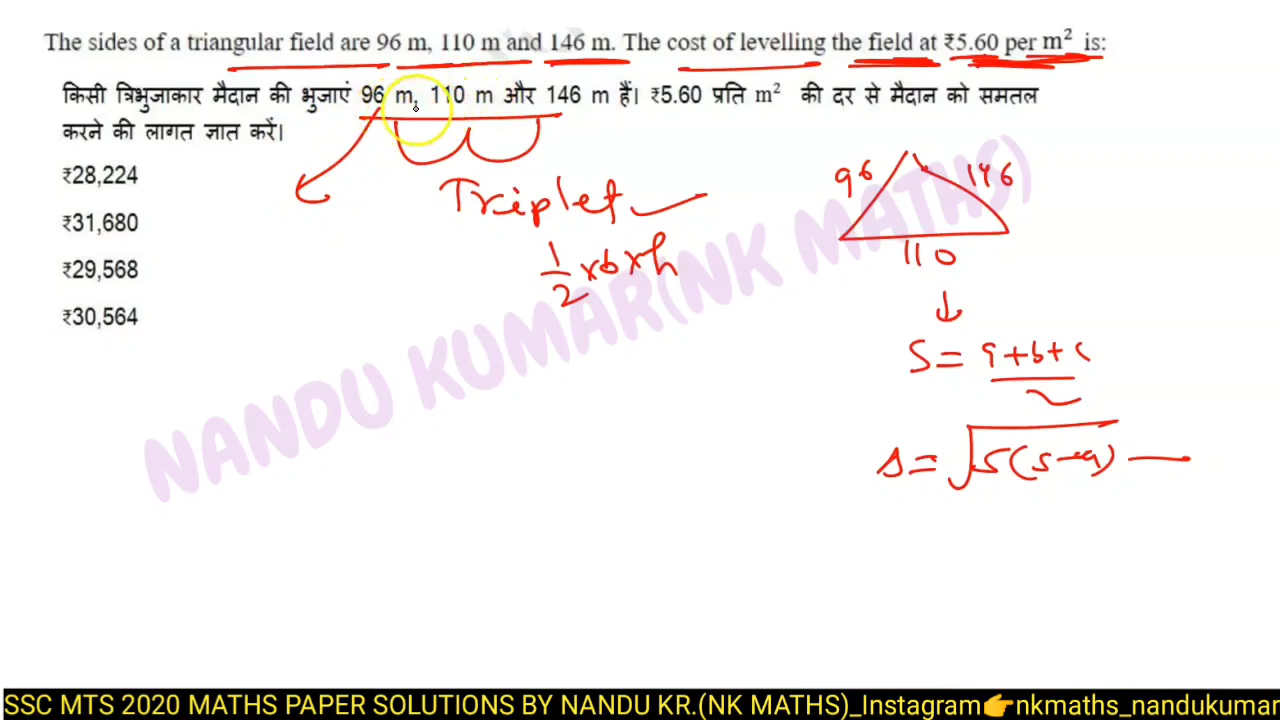 The sides of a triangular field are 96 m, 110 m and 146 m. The cost of levelling the field at ₹5.60 per m² is:
किसी त्रिभुजाकार मैदान की भुजाएं 96 m, 110 m और 146 m हैं। ₹5.60 प्रति m² की दर से मैदान को समतल
करने की लागत ज्ञात करें।
₹28,224
₹31,680
₹29,568
₹30,564
Triplet
1/2 × b × h
96
146
110
S = a+b+c / 2
Δ = √S(S-a)
NANDU KUMAR(NK MATHS)
SSC MTS 2020 MATHS PAPER SOLUTIONS BY NANDU KR.(NK MATHS)_Instagram👉nkmaths_nandukumar